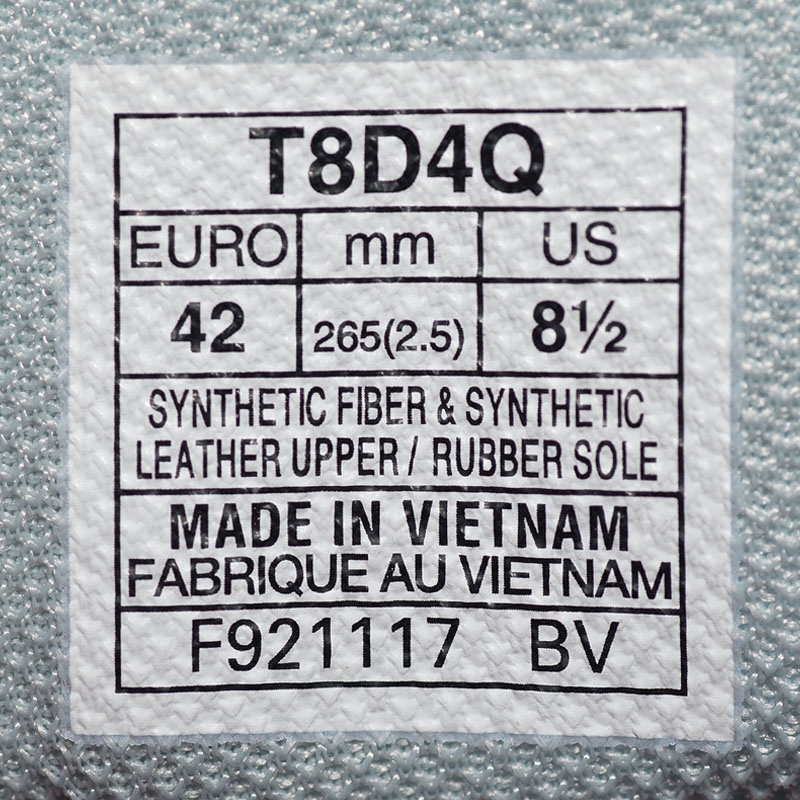 T8D4Q
EURO mm US
42 265(2.5) 8½
SYNTHETIC FIBER & SYNTHETIC
LEATHER UPPER / RUBBER SOLE
MADE IN VIETNAM
FABRIQUE AU VIETNAM
F921117 BV